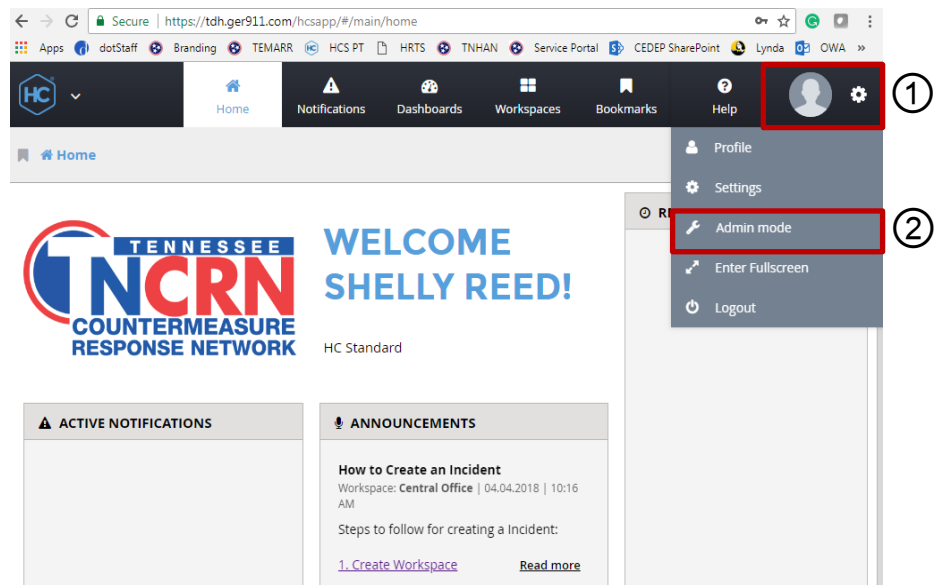 Secure | https://tdh.ger911.com/hcsapp/#/main/home
Apps dotStaff Branding TEMARR HCS PT HRTS TNHAN Service Portal CEDEP SharePoint Lynda OWA »
HC Home Notifications Dashboards Workspaces Bookmarks Help ①
Home
Profile
Settings
Admin mode ②
Enter Fullscreen
Logout
TENNESSEE
TNCRN
COUNTERMEASURE
RESPONSE NETWORK
WELCOME
SHELLY REED!
HC Standard
ACTIVE NOTIFICATIONS
ANNOUNCEMENTS
How to Create an Incident
Workspace: Central Office | 04.04.2018 | 10:16
AM
Steps to follow for creating a Incident:
1. Create Workspace Read more